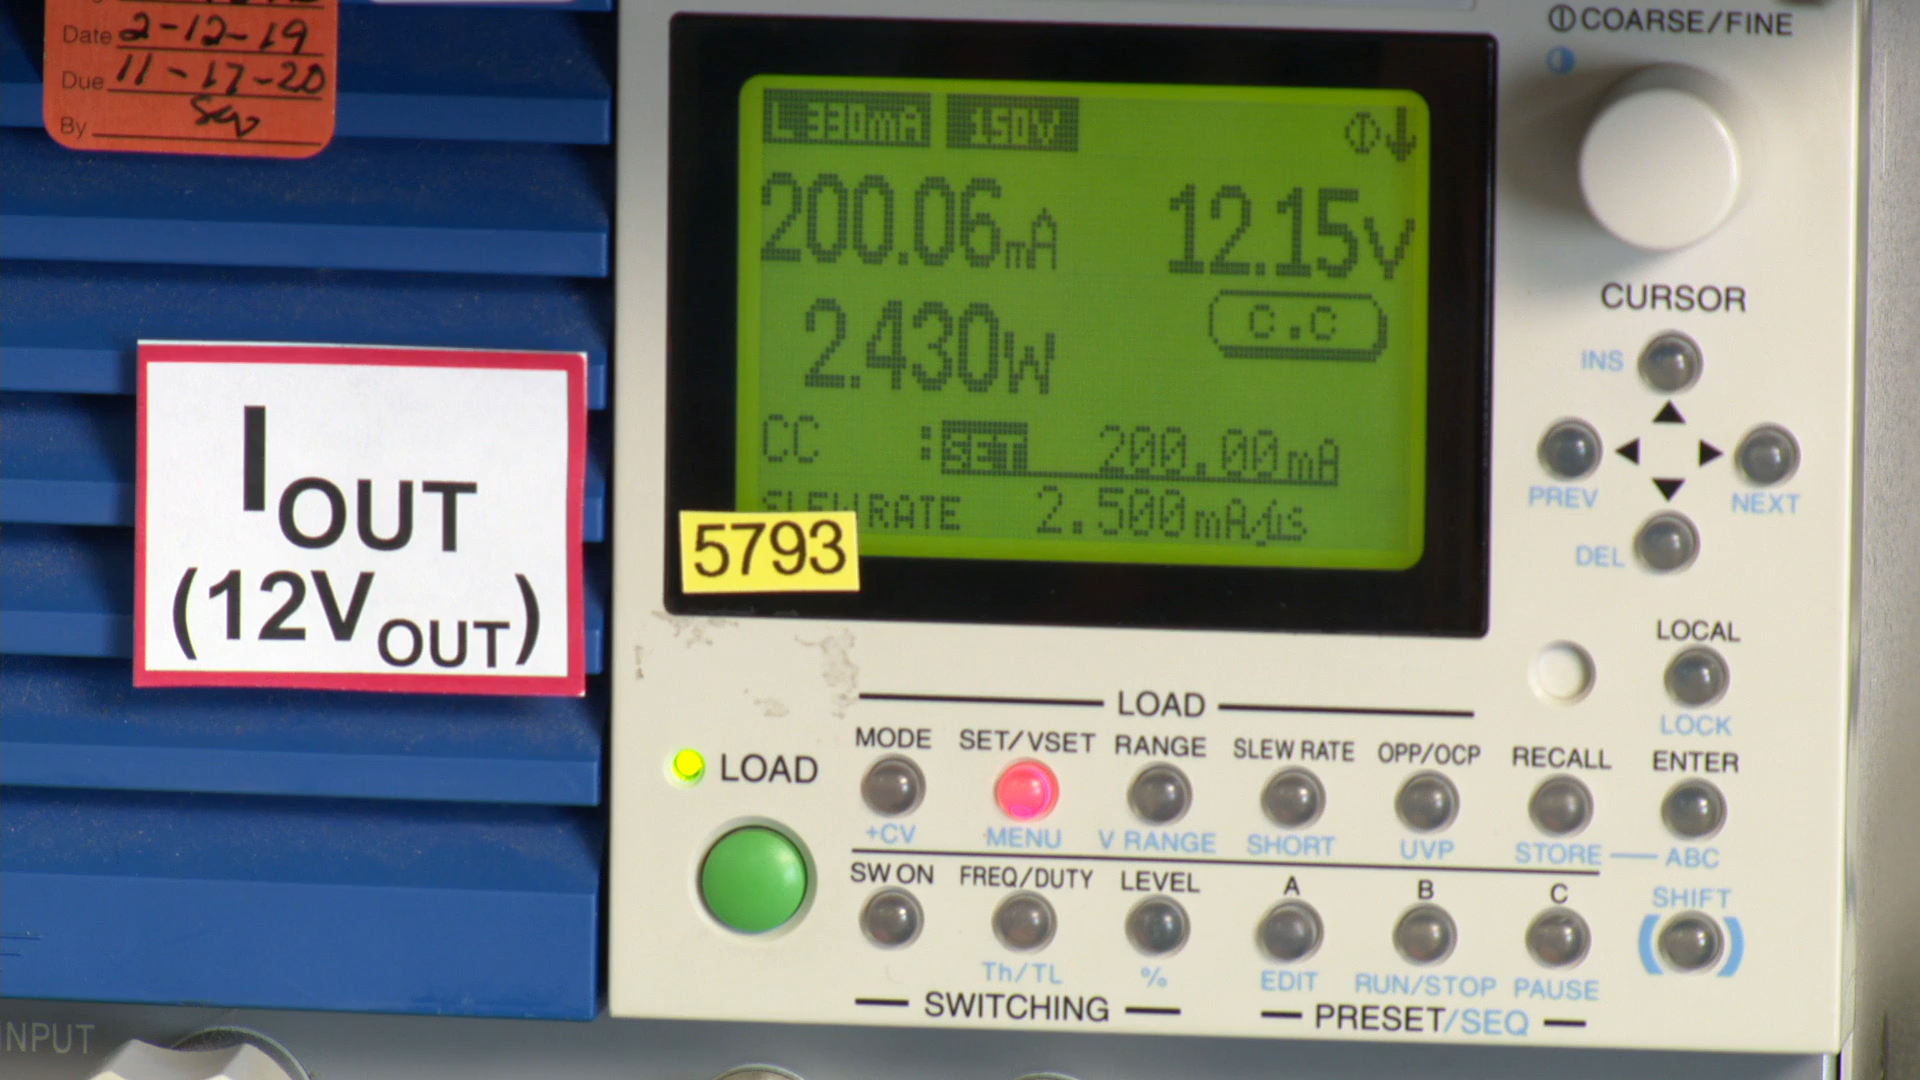 Date 2-12-19
Due 11-17-20
By
COARSE/FINE
L 330mA 150V
200.06mA 12.15V
2.430W C.C
CC :SET 200.00mA
SLEW RATE 2.500mA/µs
5793
IOUT
(12VOUT)
CURSOR
INS
PREV NEXT
DEL
LOCAL
LOCK
LOAD
LOAD
MODE SET/VSET RANGE SLEW RATE OPP/OCP RECALL ENTER
+CV MENU V RANGE SHORT UVP STORE ABC
SW ON FREQ/DUTY LEVEL A B C SHIFT
Th/TL % EDIT RUN/STOP PAUSE
SWITCHING PRESET/SEQ
INPUT